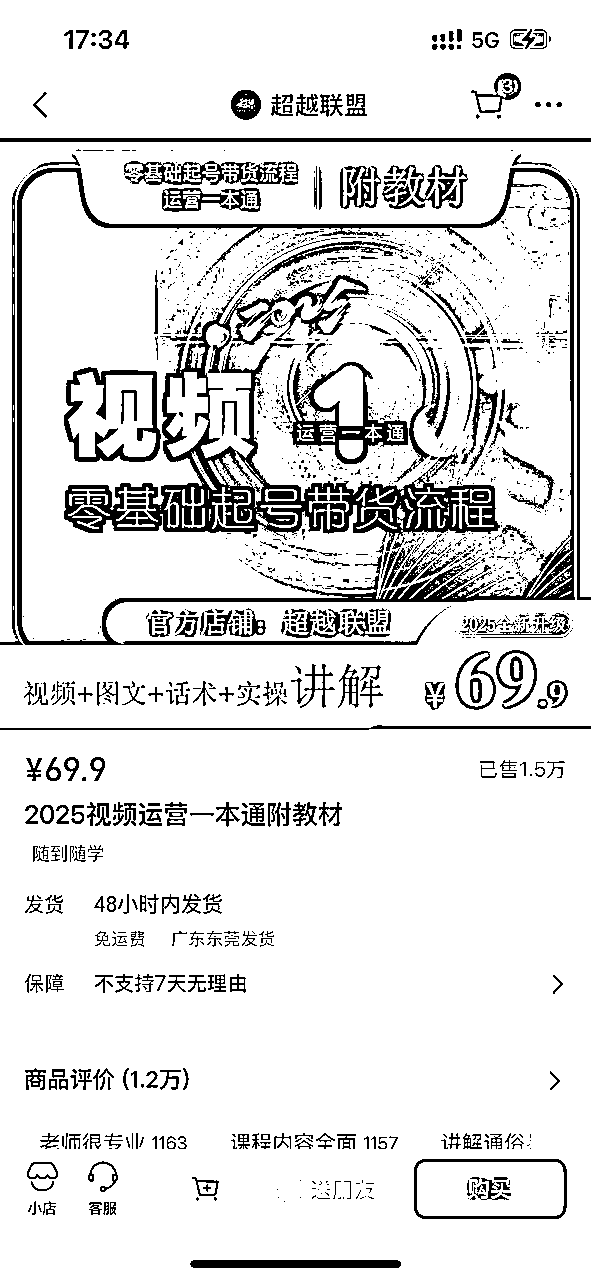 17:34
5G
超越联盟
3
零基础起号带货流程
运营一本通
附教材
2025
视频
1
运营一本通
零基础起号带货流程
官方店铺 超越联盟
2025全新升级
视频+图文+话术+实操讲解
¥69.9
¥69.9
已售1.5万
2025视频运营一本通附教材
随到随学
发货 48小时内发货
免运费 广东东莞发货
保障 不支持7天无理由
商品评价 (1.2万)
老师很专业 1163 课程内容全面 1157 讲解通俗
小店
客服
送朋友
购买